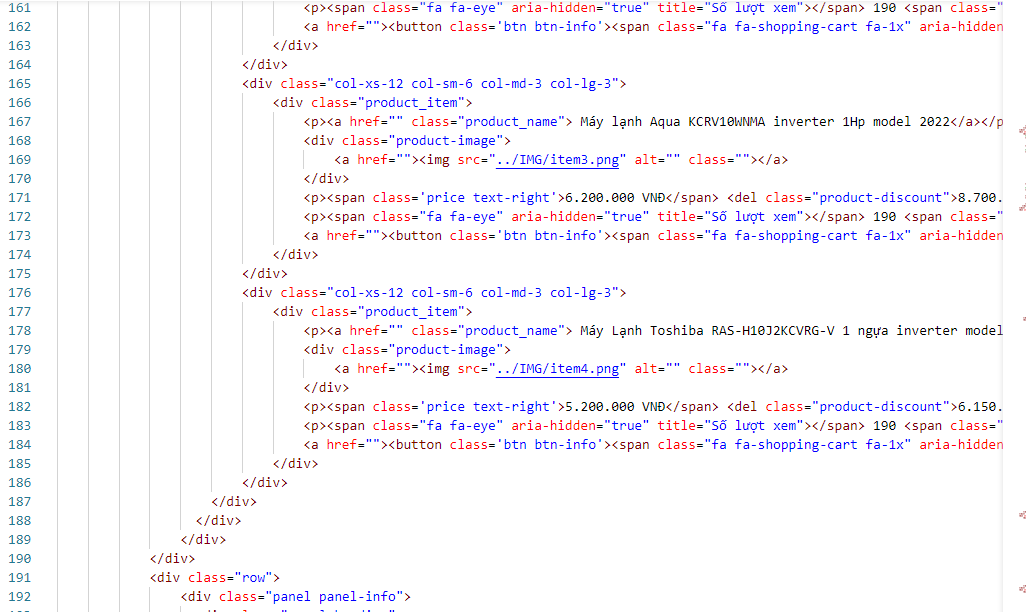 161 <p><span class="fa fa-eye" aria-hidden="true" title="Số lượt xem"></span> 190 <span class="
162 <a href=""><button class='btn btn-info'><span class="fa fa-shopping-cart fa-1x" aria-hidden
163 </div>
164 </div>
165 <div class="col-xs-12 col-sm-6 col-md-3 col-lg-3">
166 <div class="product_item">
167 <p><a href="" class="product_name"> Máy lạnh Aqua KCRV10WNMA inverter 1Hp model 2022</a></p
168 <div class="product-image">
169 <a href=""><img src="../IMG/item3.png" alt="" class=""></a>
170 </div>
171 <p><span class='price text-right'>6.200.000 VNĐ</span> <del class="product-discount">8.700.
172 <p><span class="fa fa-eye" aria-hidden="true" title="Số lượt xem"></span> 190 <span class="
173 <a href=""><button class='btn btn-info'><span class="fa fa-shopping-cart fa-1x" aria-hidden
174 </div>
175 </div>
176 <div class="col-xs-12 col-sm-6 col-md-3 col-lg-3">
177 <div class="product_item">
178 <p><a href="" class="product_name"> Máy Lạnh Toshiba RAS-H10J2KCVRG-V 1 ngựa inverter model
179 <div class="product-image">
180 <a href=""><img src="../IMG/item4.png" alt="" class=""></a>
181 </div>
182 <p><span class='price text-right'>5.200.000 VNĐ</span> <del class="product-discount">6.150.
183 <p><span class="fa fa-eye" aria-hidden="true" title="Số lượt xem"></span> 190 <span class="
184 <a href=""><button class='btn btn-info'><span class="fa fa-shopping-cart fa-1x" aria-hidden
185 </div>
186 </div>
187 </div>
188 </div>
189 </div>
190 </div>
191 <div class="row">
192 <div class="panel panel-info">